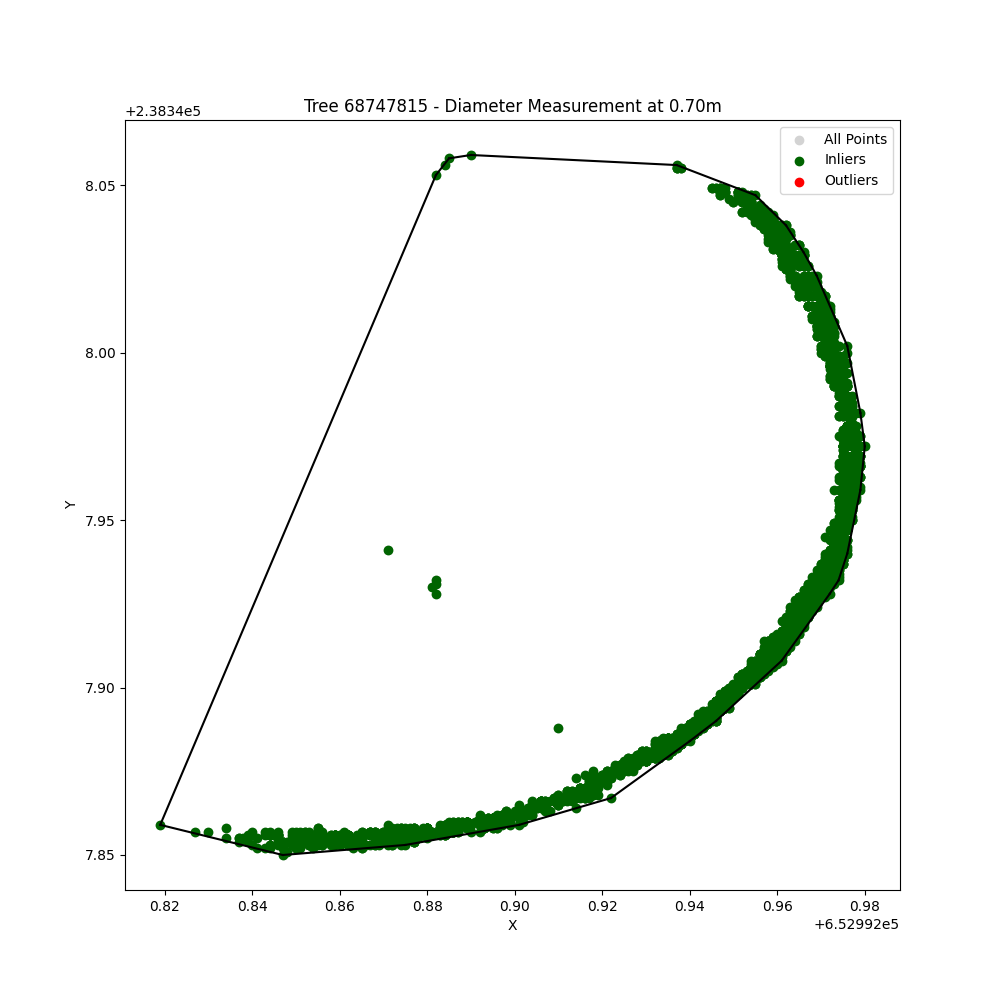 Tree 68747815 - Diameter Measurement at 0.70m
+2.3834e5
All Points
Inliers
Outliers
8.05
8.00
7.95
7.90
7.85
Y
0.82 0.84 0.86 0.88 0.90 0.92 0.94 0.96 0.98
X
+6.52992e5